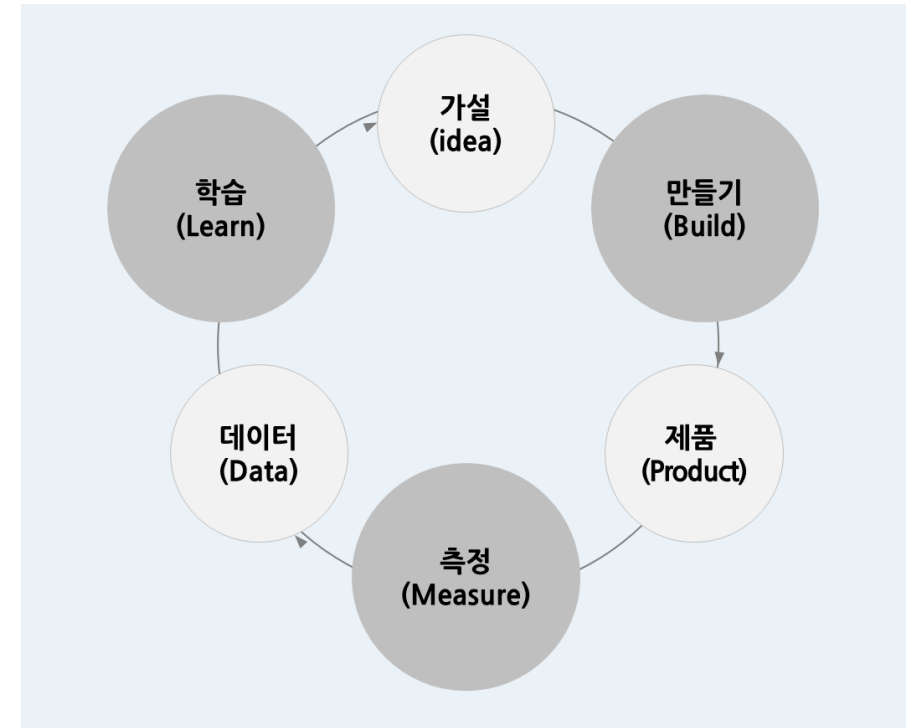 가설
(idea)
만들기
(Build)
제품
(Product)
측정
(Measure)
데이터
(Data)
학습
(Learn)